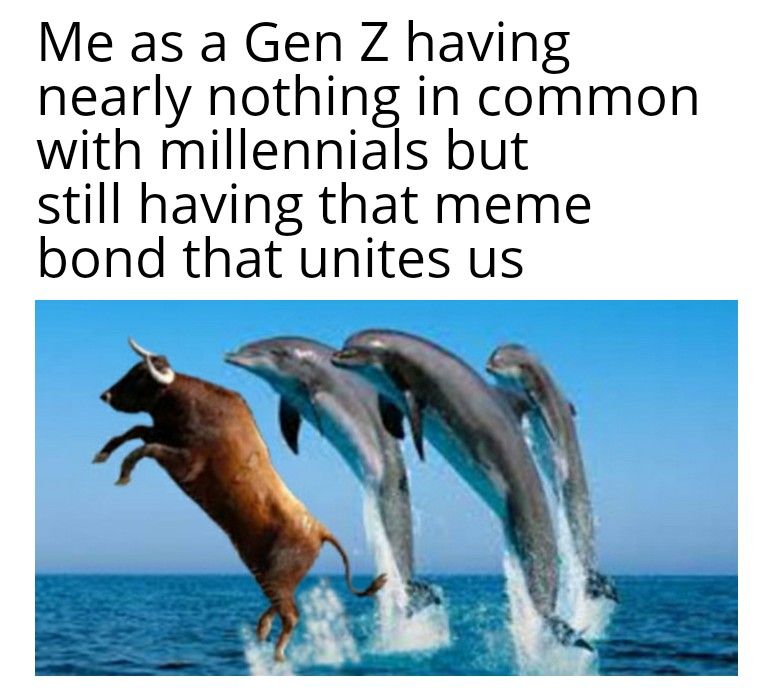 Me as a Gen Z having
nearly nothing in common
with millennials but
still having that meme
bond that unites us